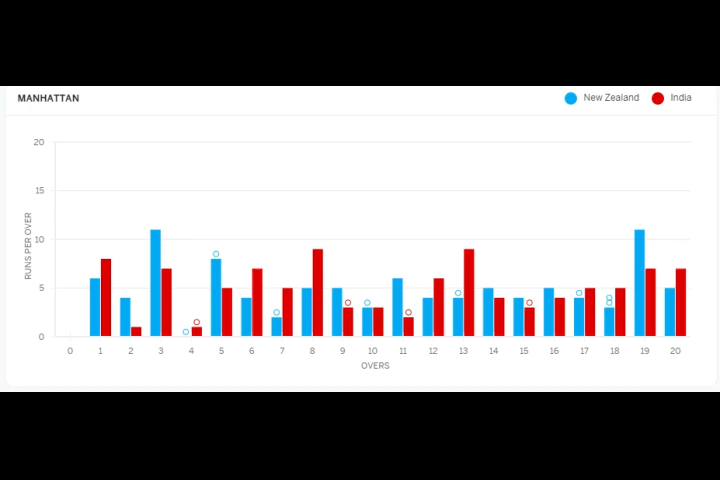 MANHATTAN
New Zealand India
20
15
10
5
0
RUNS PER OVER
0 1 2 3 4 5 6 7 8 9 10 11 12 13 14 15 16 17 18 19 20
OVERS